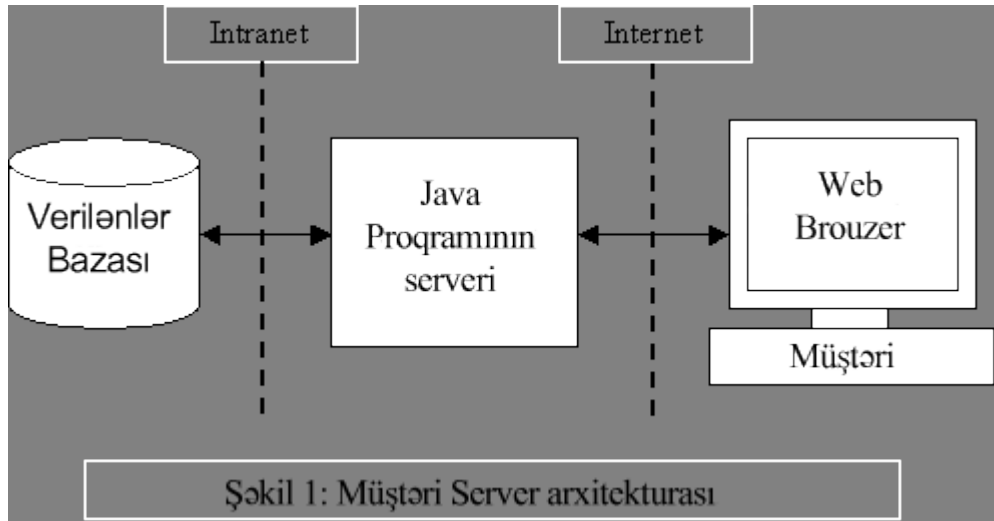 Intranet
Internet
Verilənlər
Bazası
Java
Proqramının
serveri
Web
Brouzer
Müştəri
Şəkil 1: Müştəri Server arxitekturası